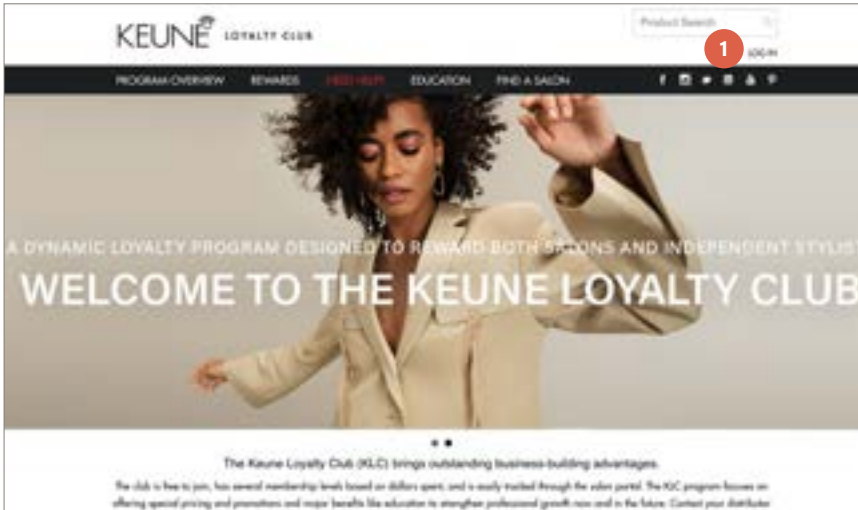 KEUNE LOYALTY CLUB
Product Search
1
LOG IN
PROGRAM OVERVIEW REWARDS NEED HELP? EDUCATION FIND A SALON
A DYNAMIC LOYALTY PROGRAM DESIGNED TO REWARD BOTH SALONS AND INDEPENDENT STYLIS
WELCOME TO THE KEUNE LOYALTY CLUB
The Keune Loyalty Club (KLC) brings outstanding business-building advantages.
The club is free to join, has several membership levels based on dollars spent, and is easily tracked through the salon portal. The KLC program focuses on
offering special pricing and promotions and major benefits like education to strengthen professional growth now and in the future. Contact your distributor